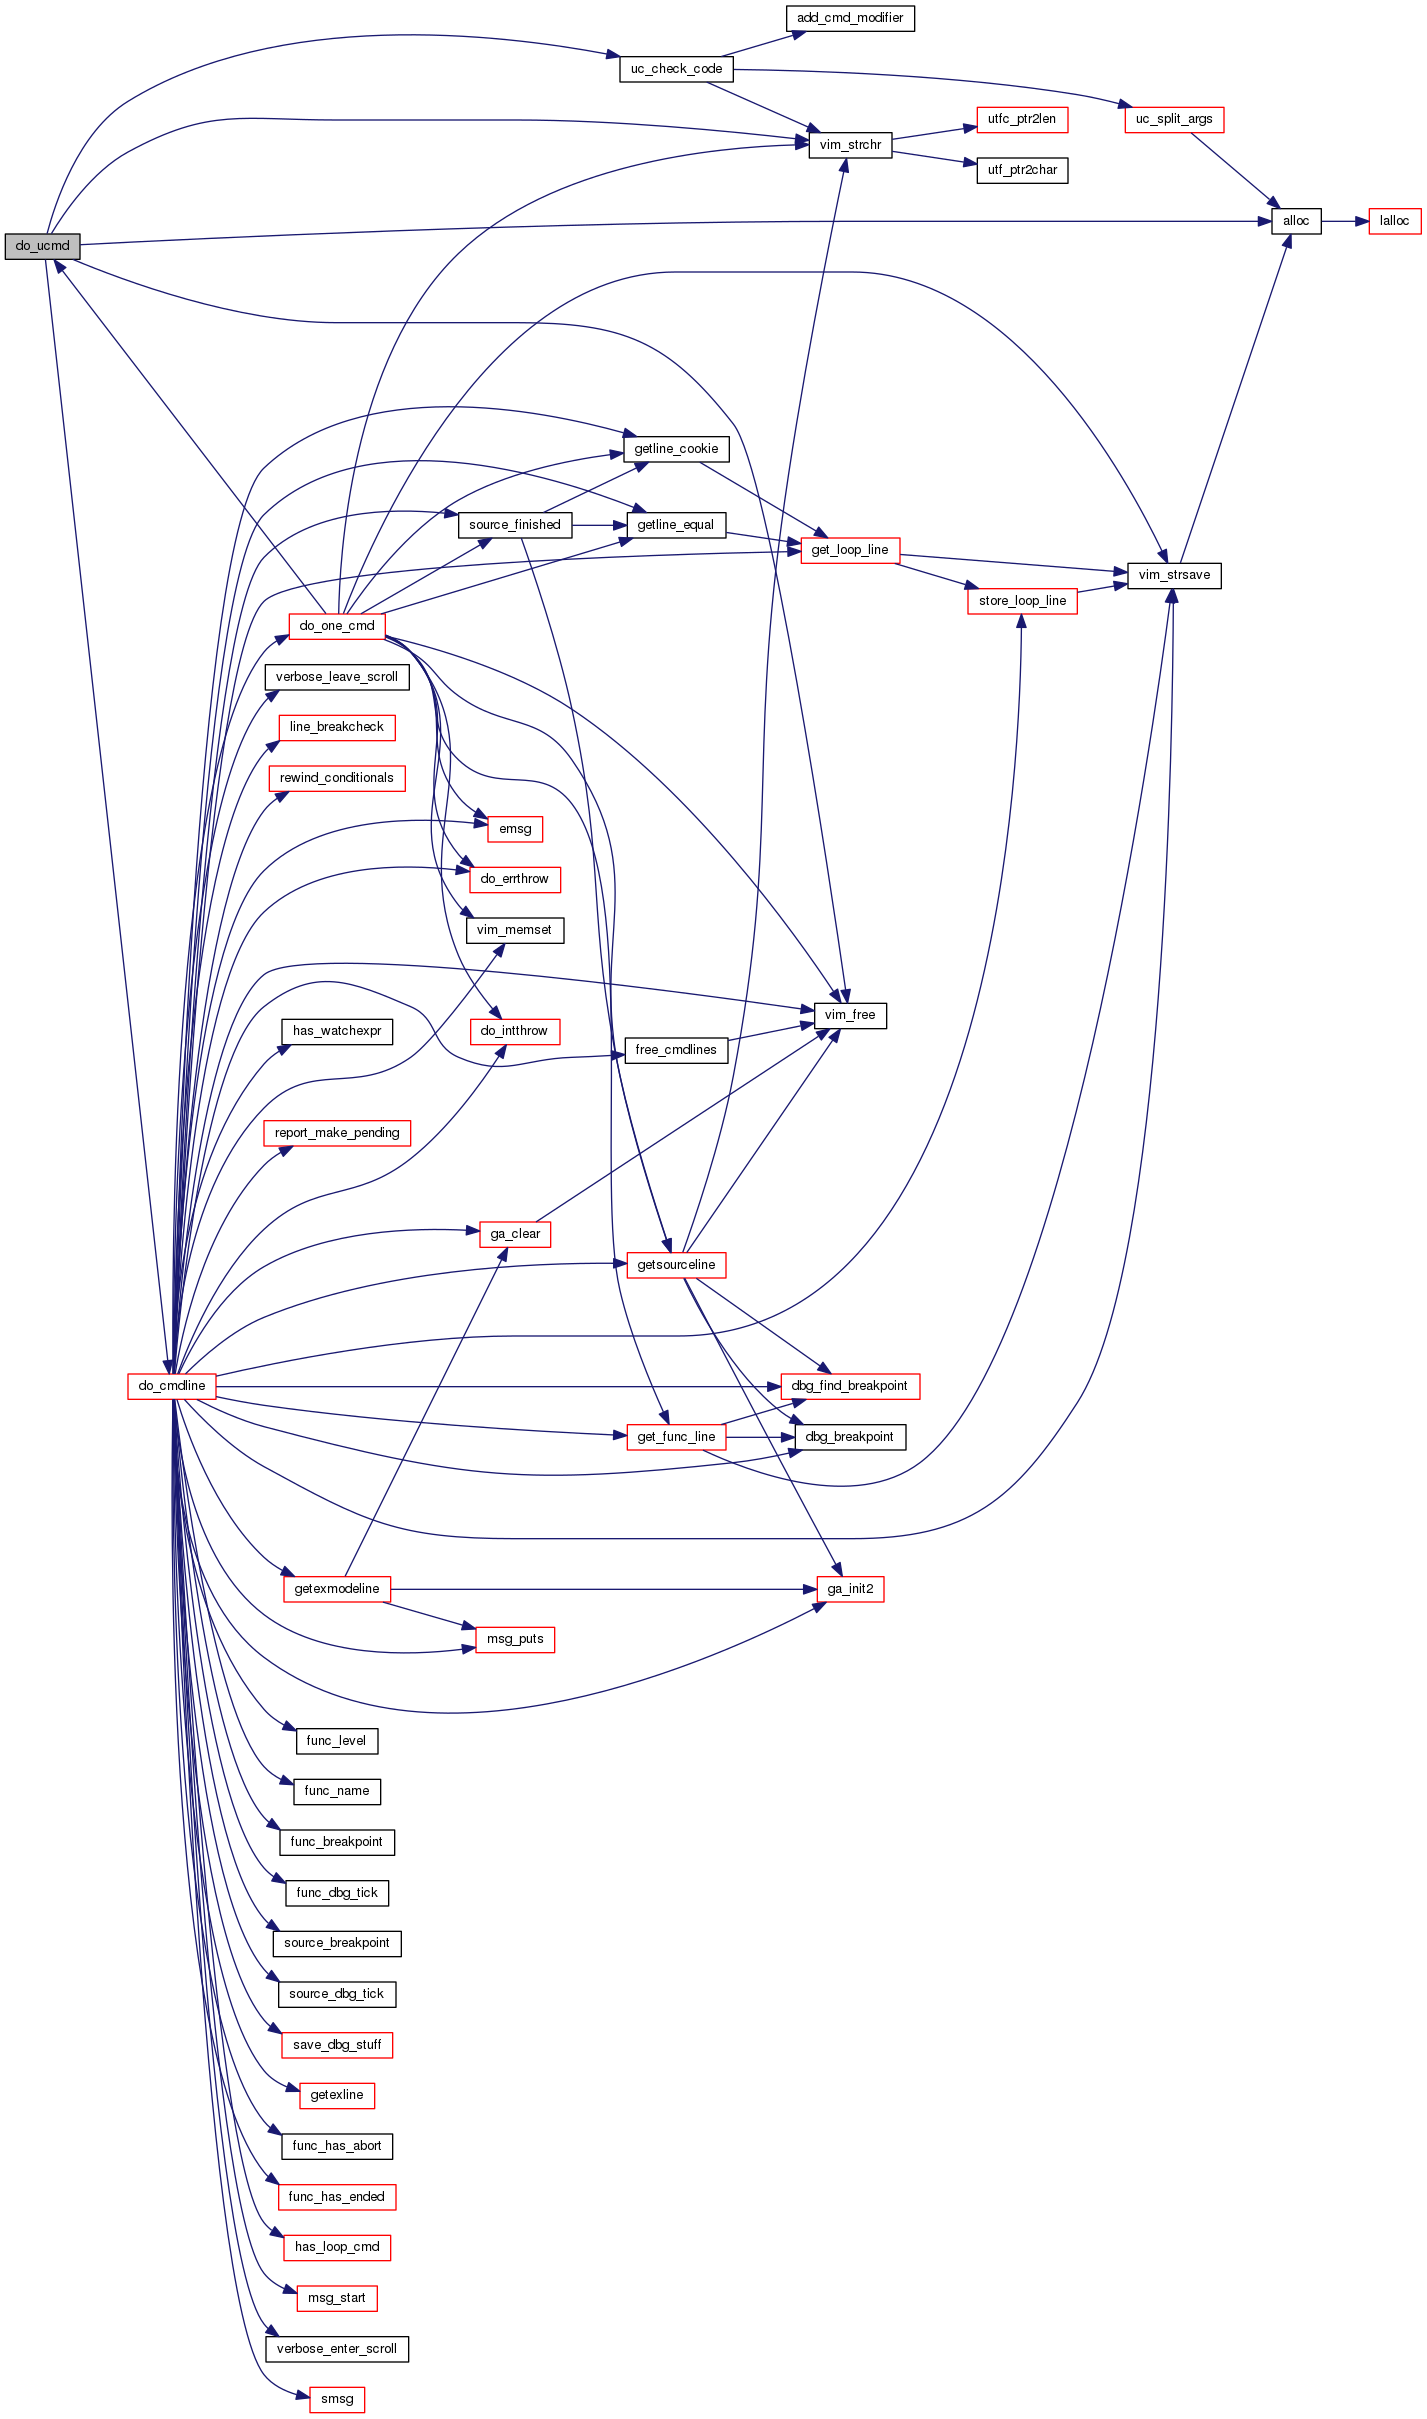 add_cmd_modifier
uc_check_code
utfc_ptr2len
uc_split_args
vim_strchr
utf_ptr2char
alloc
lalloc
do_ucmd
getline_cookie
source_finished
getline_equal
get_loop_line
vim_strsave
store_loop_line
do_one_cmd
verbose_leave_scroll
line_breakcheck
rewind_conditionals
emsg
do_errthrow
vim_memset
vim_free
has_watchexpr
do_intthrow
free_cmdlines
report_make_pending
ga_clear
getsourceline
do_cmdline
dbg_find_breakpoint
get_func_line
dbg_breakpoint
getexmodeline
ga_init2
msg_puts
func_level
func_name
func_breakpoint
func_dbg_tick
source_breakpoint
source_dbg_tick
save_dbg_stuff
getexline
func_has_abort
func_has_ended
has_loop_cmd
msg_start
verbose_enter_scroll
smsg